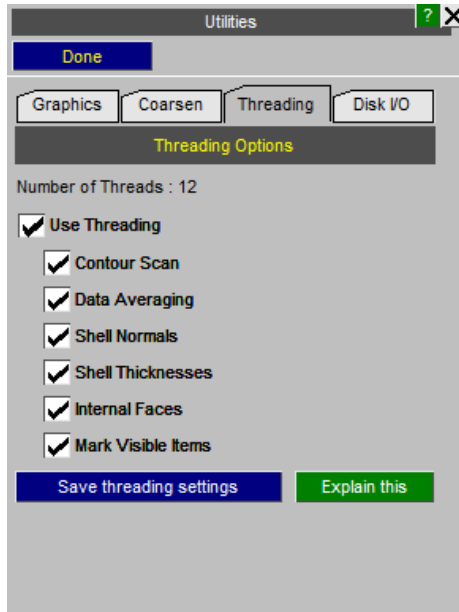 Utilities
?
X
Done
Graphics Coarsen Threading Disk I/O
Threading Options
Number of Threads : 12
Use Threading
Contour Scan
Data Averaging
Shell Normals
Shell Thicknesses
Internal Faces
Mark Visible Items
Save threading settings Explain this